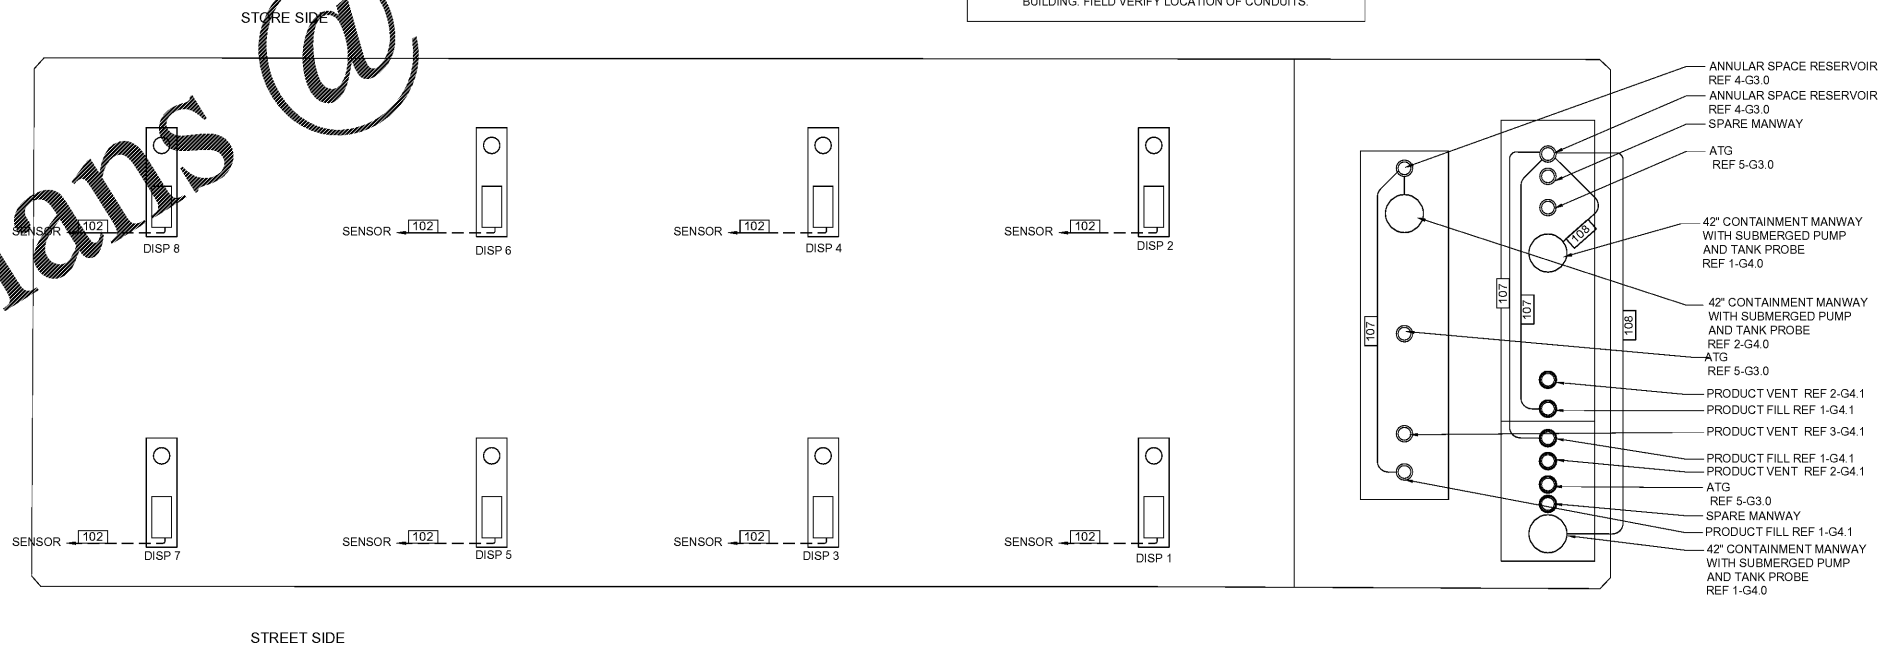 BUILDING. FIELD VERIFY LOCATION OF CONDUITS.
STORE SIDE
@
ans
ANNULAR SPACE RESERVOIR
REF 4-G3.0
ANNULAR SPACE RESERVOIR
REF 4-G3.0
SPARE MANWAY
ATG
REF 5-G3.0
SENSOR 102 DISP 8
SENSOR 102 DISP 6
SENSOR 102 DISP 4
SENSOR 102 DISP 2
108
42" CONTAINMENT MANWAY
WITH SUBMERGED PUMP
AND TANK PROBE
REF 1-G4.0
107
107
107
108
42" CONTAINMENT MANWAY
WITH SUBMERGED PUMP
AND TANK PROBE
REF 2-G4.0
ATG
REF 5-G3.0
PRODUCT VENT REF 2-G4.1
PRODUCT FILL REF 1-G4.1
PRODUCT VENT REF 3-G4.1
PRODUCT FILL REF 1-G4.1
PRODUCT VENT REF 2-G4.1
ATG
REF 5-G3.0
SPARE MANWAY
PRODUCT FILL REF 1-G4.1
42" CONTAINMENT MANWAY
WITH SUBMERGED PUMP
AND TANK PROBE
REF 1-G4.0
SENSOR 102 DISP 7
SENSOR 102 DISP 5
SENSOR 102 DISP 3
SENSOR 102 DISP 1
STREET SIDE